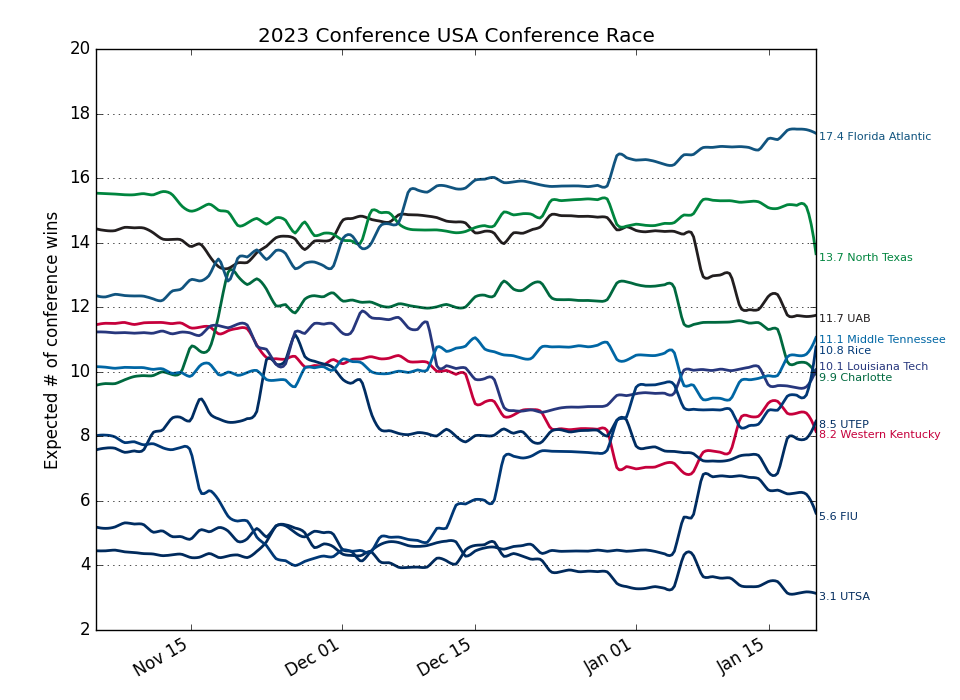 2023 Conference USA Conference Race
Expected # of conference wins
20
18
16
14
12
10
8
6
4
2
17.4 Florida Atlantic
13.7 North Texas
11.7 UAB
11.1 Middle Tennessee
10.8 Rice
10.1 Louisiana Tech
9.9 Charlotte
8.5 UTEP
8.2 Western Kentucky
5.6 FIU
3.1 UTSA
Nov 15
Dec 01
Dec 15
Jan 01
Jan 15